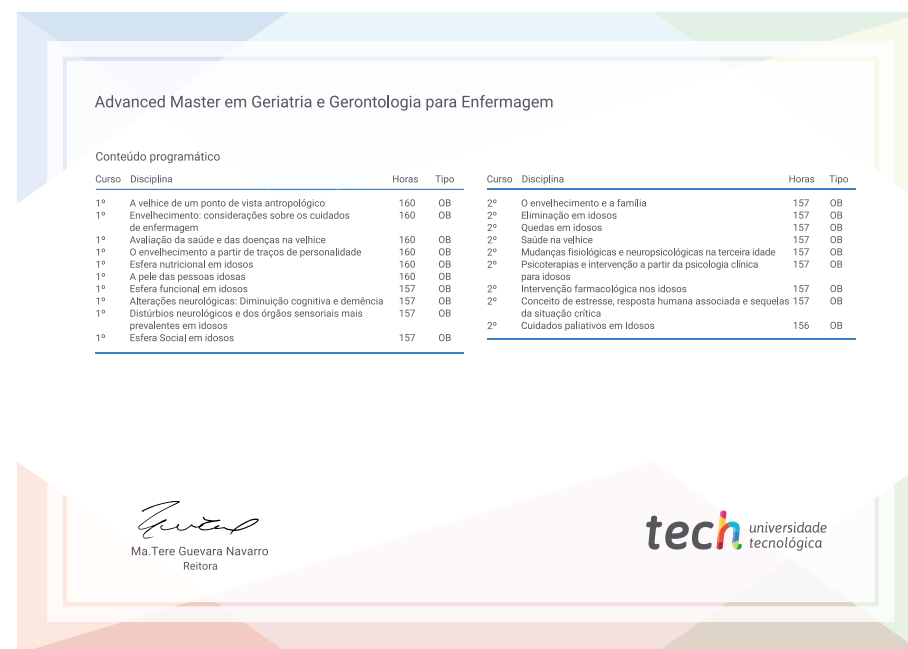 Advanced Master em Geriatria e Gerontologia para Enfermagem
Conteúdo programático
Curso Disciplina Horas Tipo
1º A velhice de um ponto de vista antropológico 160 OB
1º Envelhecimento: considerações sobre os cuidados 160 OB
de enfermagem
1º Avaliação da saúde e das doenças na velhice 160 OB
1º O envelhecimento a partir de traços de personalidade 160 OB
1º Esfera nutricional em idosos 160 OB
1º A pele das pessoas idosas 160 OB
1º Esfera funcional em idosos 157 OB
1º Alterações neurológicas: Diminuição cognitiva e demência 157 OB
1º Distúrbios neurológicos e dos órgãos sensoriais mais 157 OB
prevalentes em idosos
1º Esfera Social em idosos 157 OB
Curso Disciplina Horas Tipo
2º O envelhecimento e a família 157 OB
2º Eliminação em idosos 157 OB
2º Quedas em idosos 157 OB
2º Saúde na velhice 157 OB
2º Mudanças fisiológicas e neuropsicológicas na terceira idade 157 OB
2º Psicoterapias e intervenção a partir da psicologia clínica 157 OB
para idosos
2º Intervenção farmacológica nos idosos 157 OB
2º Conceito de estresse, resposta humana associada e sequelas 157 OB
da situação crítica
2º Cuidados paliativos em Idosos 156 OB
Ma.Tere Guevara Navarro
Reitora
tech universidade
tecnológica